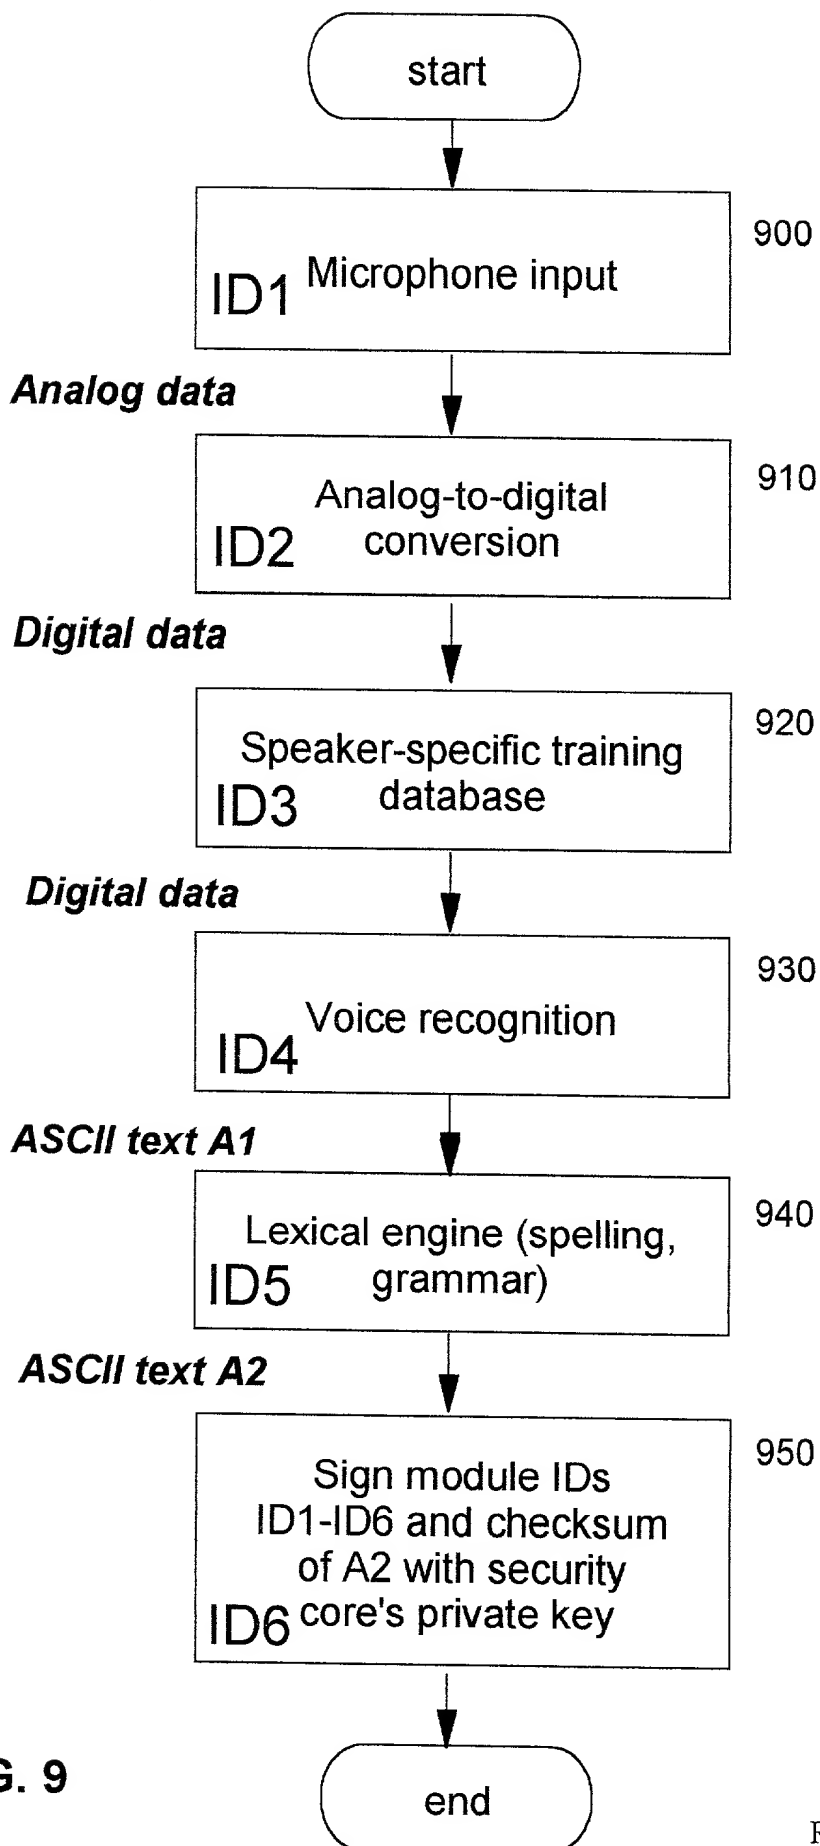 start
900
Microphone input
ID1
Analog data
910
Analog-to-digital
conversion
ID2
Digital data
920
Speaker-specific training
database
ID3
Digital data
930
Voice recognition
ID4
ASCII text A1
940
Lexical engine (spelling,
grammar)
ID5
ASCII text A2
950
Sign module IDs
ID1-ID6 and checksum
of A2 with security
core's private key
ID6
end
G. 9